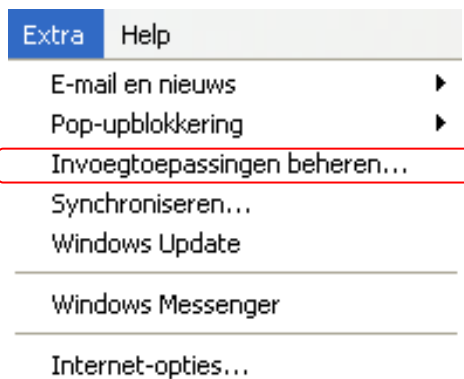 Extra Help
E-mail en nieuws
Pop-upblokkering
Invoegtoepassingen beheren...
Synchroniseren...
Windows Update
Windows Messenger
Internet-opties...